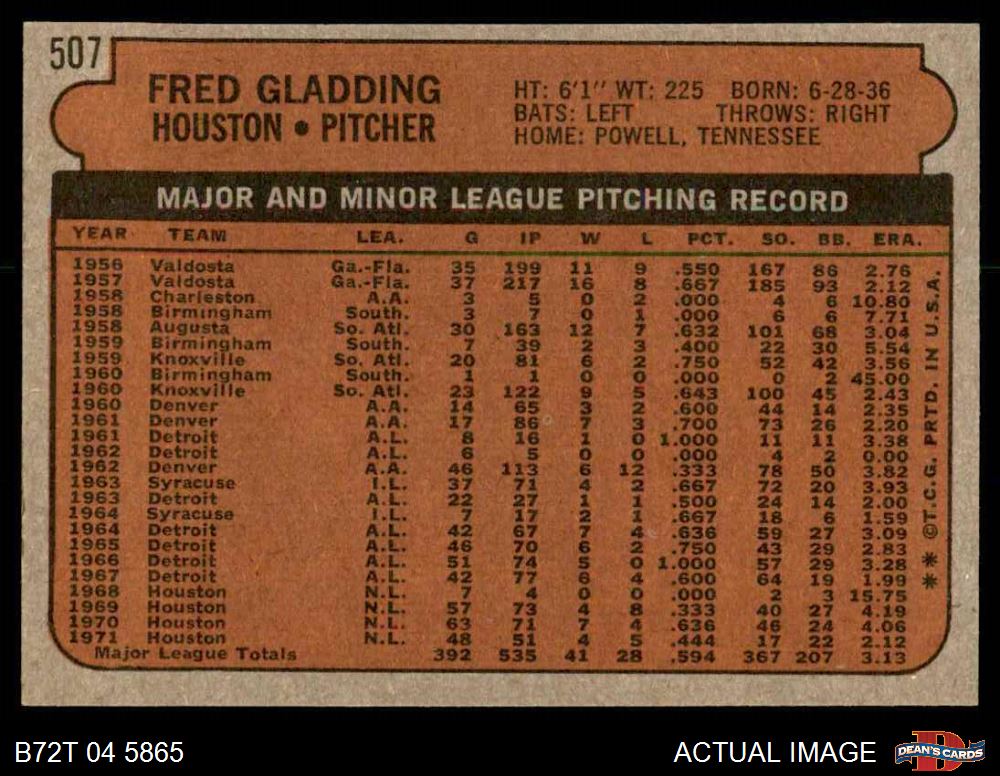 507
FRED GLADDING
HOUSTON • PITCHER
HT: 6'1" WT: 225 BORN: 6-28-36
BATS: LEFT THROWS: RIGHT
HOME: POWELL, TENNESSEE
MAJOR AND MINOR LEAGUE PITCHING RECORD
YEAR TEAM LEA. G IP W L PCT. SO. BB. ERA.
1956 Valdosta Ga.-Fla. 35 199 11 9 .550 167 86 2.76
1957 Valdosta Ga.-Fla. 37 217 16 8 .667 185 93 2.12
1958 Charleston A.A. 3 5 0 2 .000 4 6 10.80
1958 Birmingham South. 3 7 0 1 .000 6 6 7.71
1958 Augusta So. Atl. 30 163 12 7 .632 101 68 3.04
1959 Birmingham South. 7 39 2 3 .400 22 30 5.54
1959 Knoxville So. Atl. 20 81 6 2 .750 52 42 3.56
1960 Birmingham South. 1 1 0 0 .000 0 2 45.00
1960 Knoxville So. Atl. 23 122 9 5 .643 100 45 2.43
1960 Denver A.A. 14 65 3 2 .600 44 14 2.35
1961 Denver A.A. 17 86 7 3 .700 73 26 2.20
1961 Detroit A.L. 8 16 1 0 1.000 11 11 3.38
1962 Detroit A.L. 6 5 0 0 .000 4 2 0.00
1962 Denver A.A. 46 113 6 12 .333 78 50 3.82
1963 Syracuse I.L. 37 71 4 2 .667 72 20 3.93
1963 Detroit A.L. 22 27 1 1 .500 24 14 2.00
1964 Syracuse I.L. 7 17 2 1 .667 18 6 1.59
1964 Detroit A.L. 42 67 7 4 .636 59 27 3.09
1965 Detroit A.L. 46 70 6 2 .750 43 29 2.83
1966 Detroit A.L. 51 74 5 0 1.000 57 29 3.28
1967 Detroit A.L. 42 77 6 4 .600 64 19 1.99
1968 Houston N.L. 7 4 0 0 .000 2 3 15.75
1969 Houston N.L. 57 73 4 8 .333 40 27 4.19
1970 Houston N.L. 63 71 7 4 .636 46 24 4.06
1971 Houston N.L. 48 51 4 5 .444 17 22 2.12
Major League Totals 392 535 41 28 .594 367 207 3.13
** ©T.C.G. PRTD. IN U.S.A.
B72T 04 5865
ACTUAL IMAGE
DEAN'S CARDS